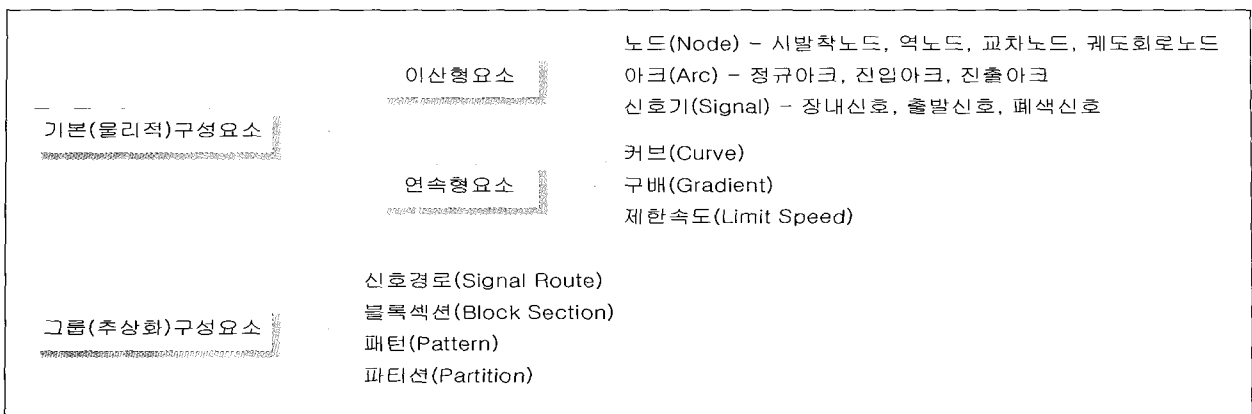 노드(Node) - 시발착노드, 역노드, 교차노드, 궤도회로노드
이산형요소
아크(Arc) - 정규아크, 진입아크, 진출아크
신호기(Signal) - 장내신호, 출발신호, 폐색신호
기본(물리적)구성요소
커브(Curve)
연속형요소
구배(Gradient)
제한속도(Limit Speed)
신호경로(Signal Route)
블록섹션(Block Section)
그룹(추상화)구성요소
패턴(Pattern)
파티션(Partition)